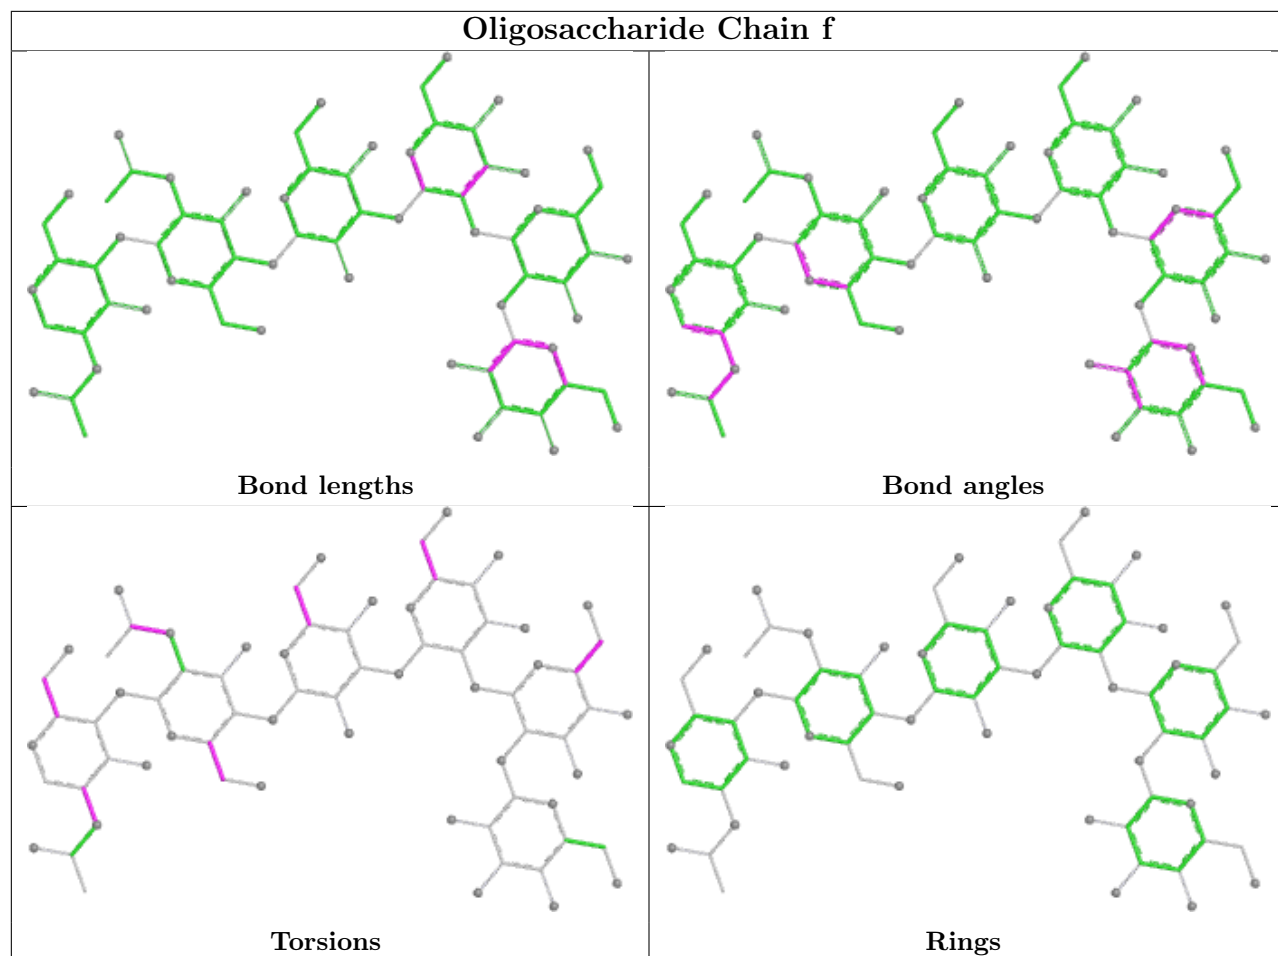 Oligosaccharide Chain f
Bond lengths
Bond angles
Torsions
Rings